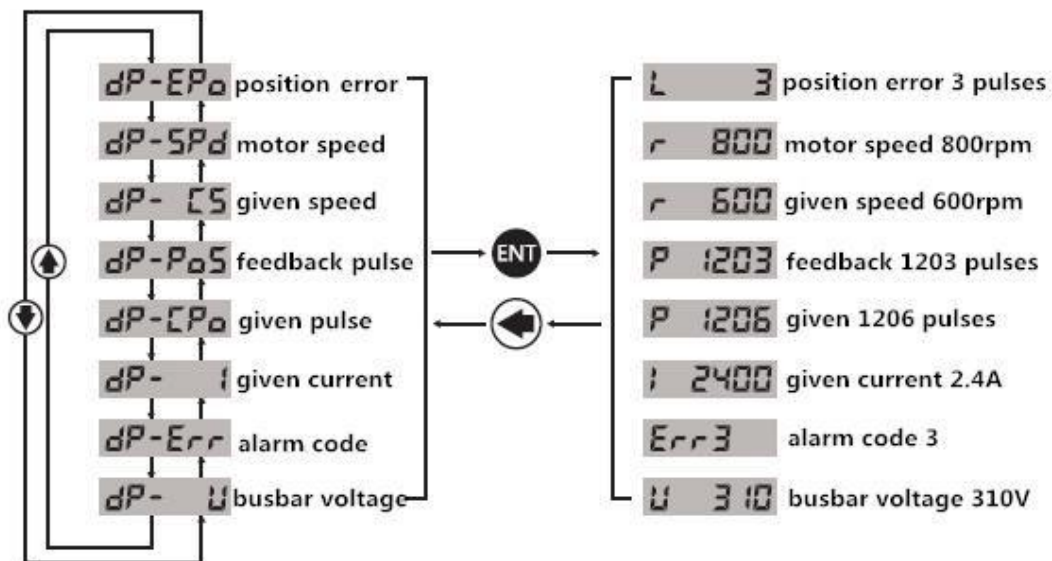 dP-EPo position error
dP-SPd motor speed
dP- CS given speed
dP-PoS feedback pulse
dP-CPo given pulse
dP- I given current
dP-Err alarm code
dP- U busbar voltage
ENT
L 3 position error 3 pulses
r 800 motor speed 800rpm
r 600 given speed 600rpm
P 1203 feedback 1203 pulses
P 1206 given 1206 pulses
I 2400 given current 2.4A
Err3 alarm code 3
U 310 busbar voltage 310V